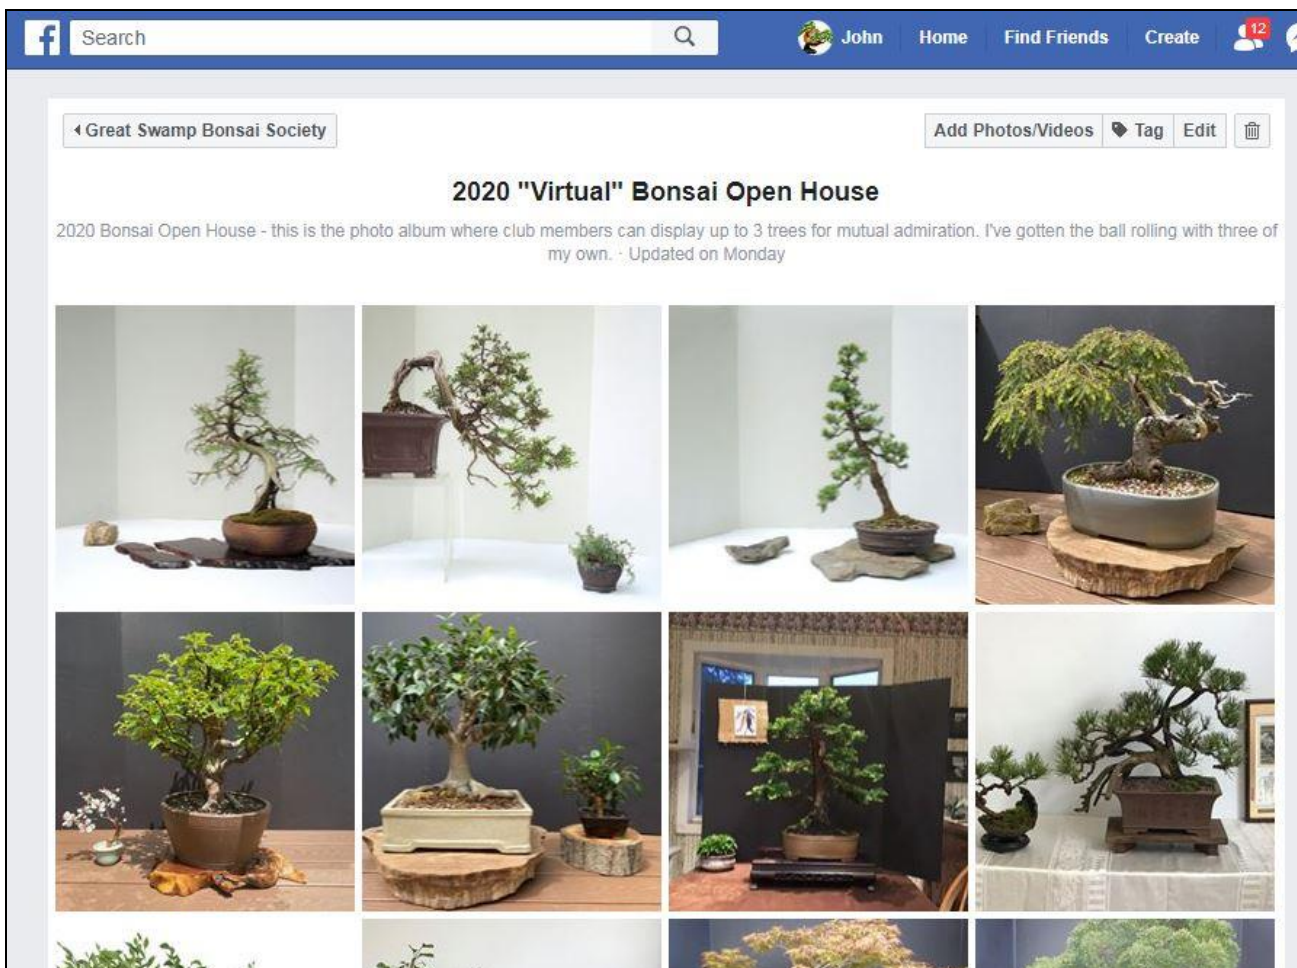 f
Search
John
Home
Find Friends
Create
12
Great Swamp Bonsai Society
Add Photos/Videos
Tag
Edit
2020 "Virtual" Bonsai Open House
2020 Bonsai Open House - this is the photo album where club members can display up to 3 trees for mutual admiration. I've gotten the ball rolling with three of
my own. · Updated on Monday